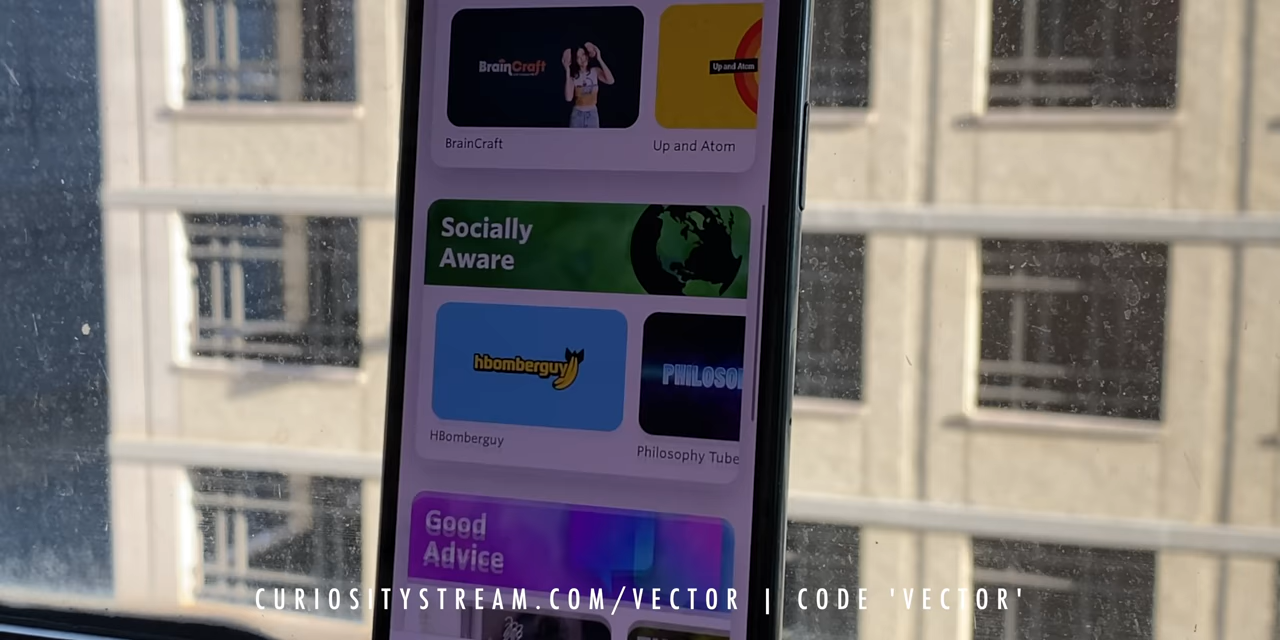 BrainCraft
Up and Atom
BrainCraft
Up and Atom
Socially
Aware
hbomberguy
HBomberguy
Philosophy Tube
Good
Advice
CURIOSITYSTREAM.COM/VECTOR | CODE 'VECTOR'